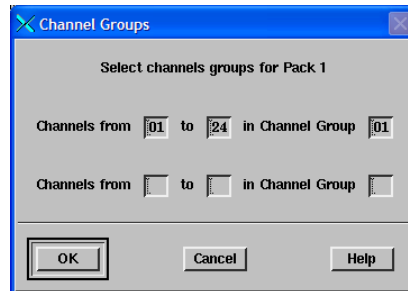 Channel Groups
Select channels groups for Pack 1
Channels from 01 to 24 in Channel Group 01
Channels from to in Channel Group
OK Cancel Help